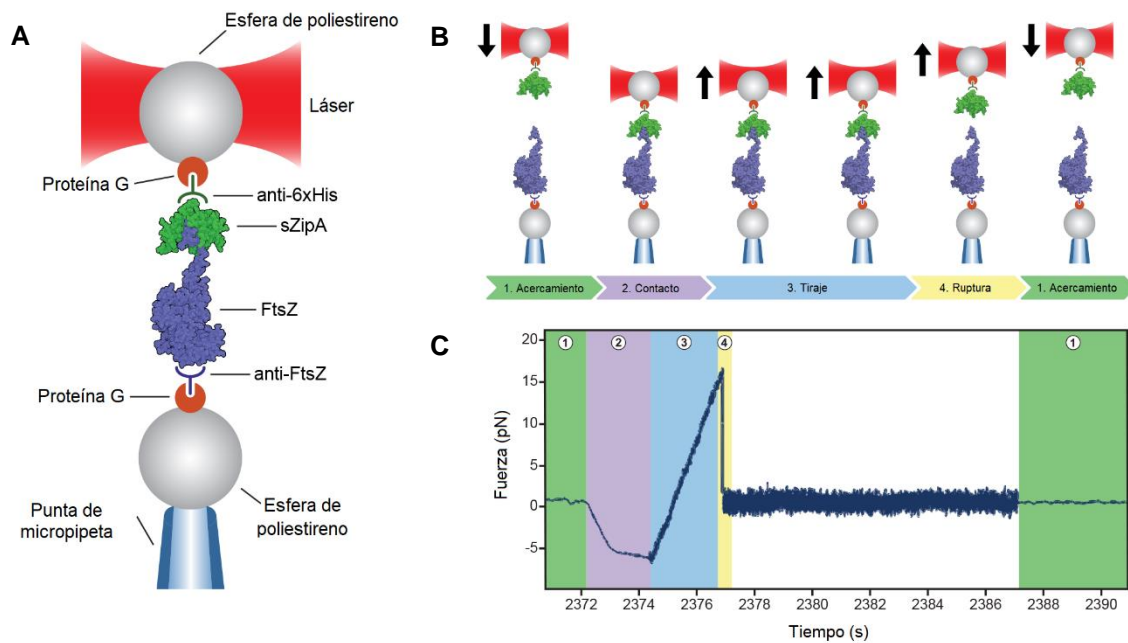 A
Esfera de poliestireno
Láser
Proteína G
anti-6xHis
sZipA
FtsZ
anti-FtsZ
Proteína G
Punta de
micropipeta
Esfera de
poliestireno
B
1. Acercamiento
2. Contacto
3. Tiraje
4. Ruptura
1. Acercamiento
C
1 2 3 4 1
Fuerza (pN)
20
15
10
5
0
-5
2372 2374 2376 2378 2380 2382 2384 2386 2388 2390
Tiempo (s)